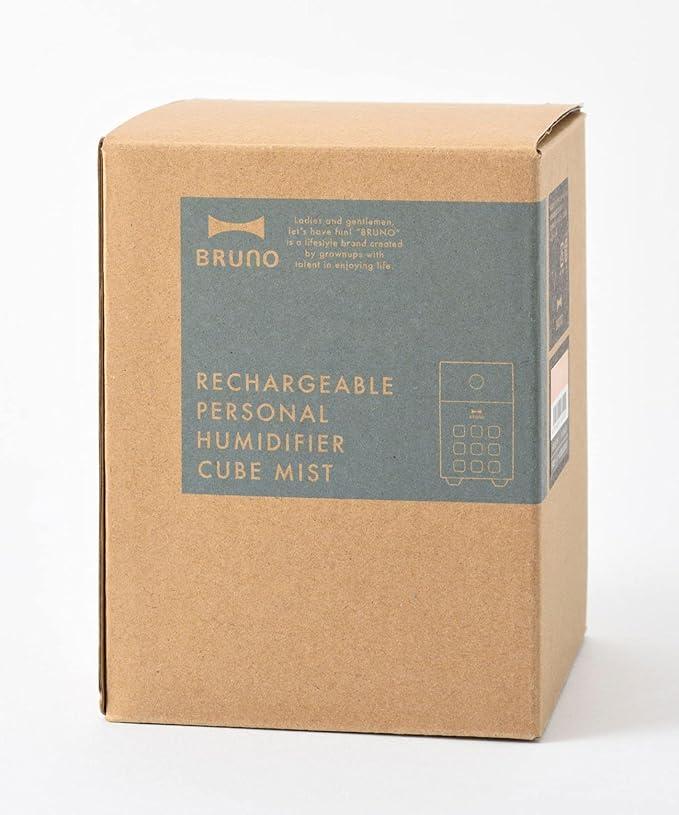 BRUNO
Ladies and gentlemen,
let's have fun! "BRUNO"
is a lifestyle brand created
by grownups with
talent in enjoying life.
RECHARGEABLE
PERSONAL
HUMIDIFIER
CUBE MIST